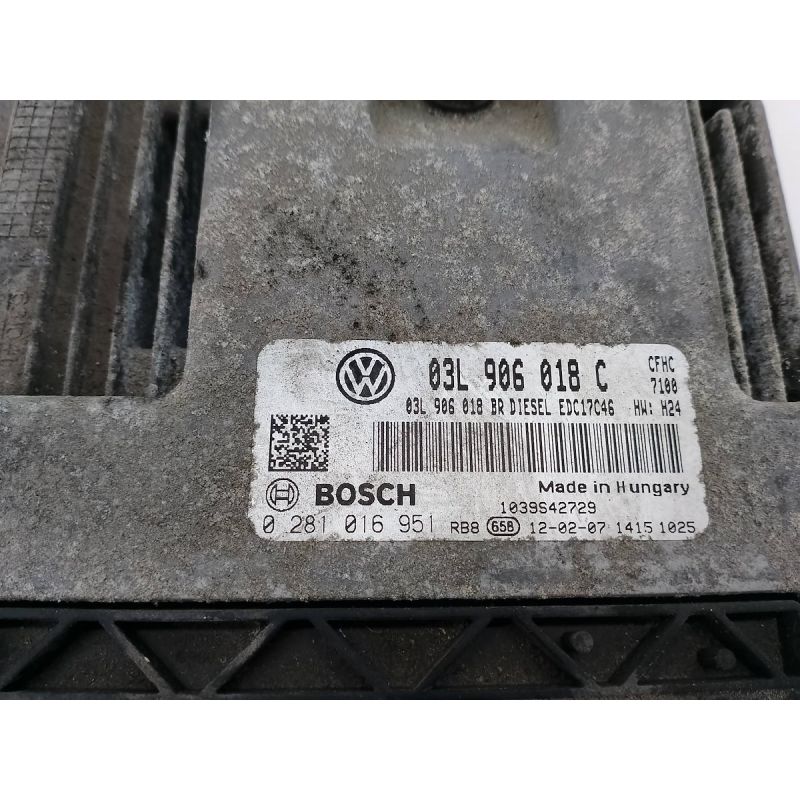 03L 906 018 C CFHC
7100
03L 906 018 BR DIESEL EDC17C46 HW: H24
BOSCH Made in Hungary
1039S42729
0 281 016 951 RB8 658 12-02-07 1415 1025